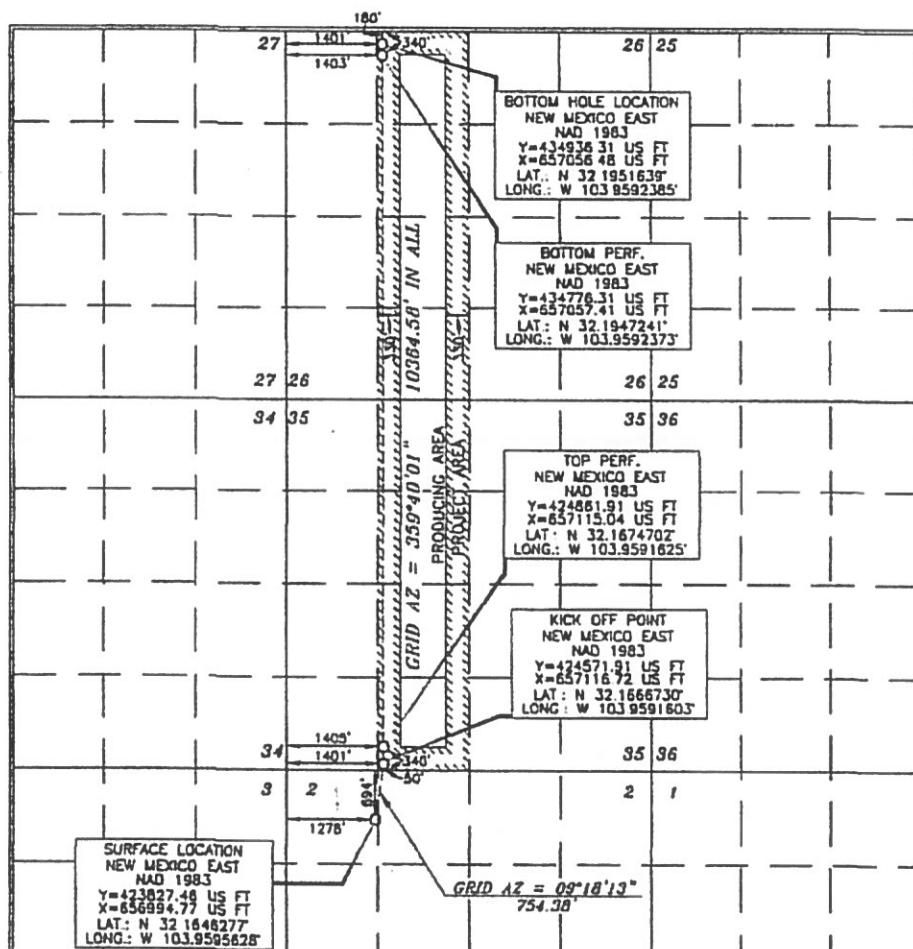 180'
27
1401'
340'
26 25
1403'
BOTTOM HOLE LOCATION
NEW MEXICO EAST
NAD 1983
Y=434936.31 US FT
X=657056.48 US FT
LAT.: N 32.1951639°
LONG.: W 103.9592385°
BOTTOM PERF.
NEW MEXICO EAST
NAD 1983
Y=434776.31 US FT
X=657057.41 US FT
LAT.: N 32.1947241°
LONG.: W 103.9592373°
GRID AZ = 359°40'01"
10364.58' IN ALL
PRODUCING AREA
PROJECT AREA
27 26
26 25
34 35
35 36
TOP PERF.
NEW MEXICO EAST
NAD 1983
Y=424861.91 US FT
X=657115.04 US FT
LAT.: N 32.1674702°
LONG.: W 103.9591625°
KICK OFF POINT
NEW MEXICO EAST
NAD 1983
Y=424571.91 US FT
X=657116.72 US FT
LAT.: N 32.1666730°
LONG.: W 103.9591603°
34
1405'
1401'
340'
50'
35 36
3 2
694'
2 1
1278'
SURFACE LOCATION
NEW MEXICO EAST
NAD 1983
Y=423827.46 US FT
X=656994.77 US FT
LAT.: N 32.1646277°
LONG.: W 103.9595628°
GRID AZ = 09°18'13"
754.38'